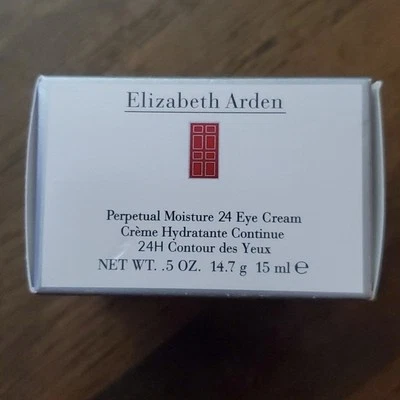 Elizabeth Arden
Perpetual Moisture 24 Eye Cream
Crème Hydratante Continue
24H Contour des Yeux
NET WT. .5 OZ. 14.7 g 15 ml ℮